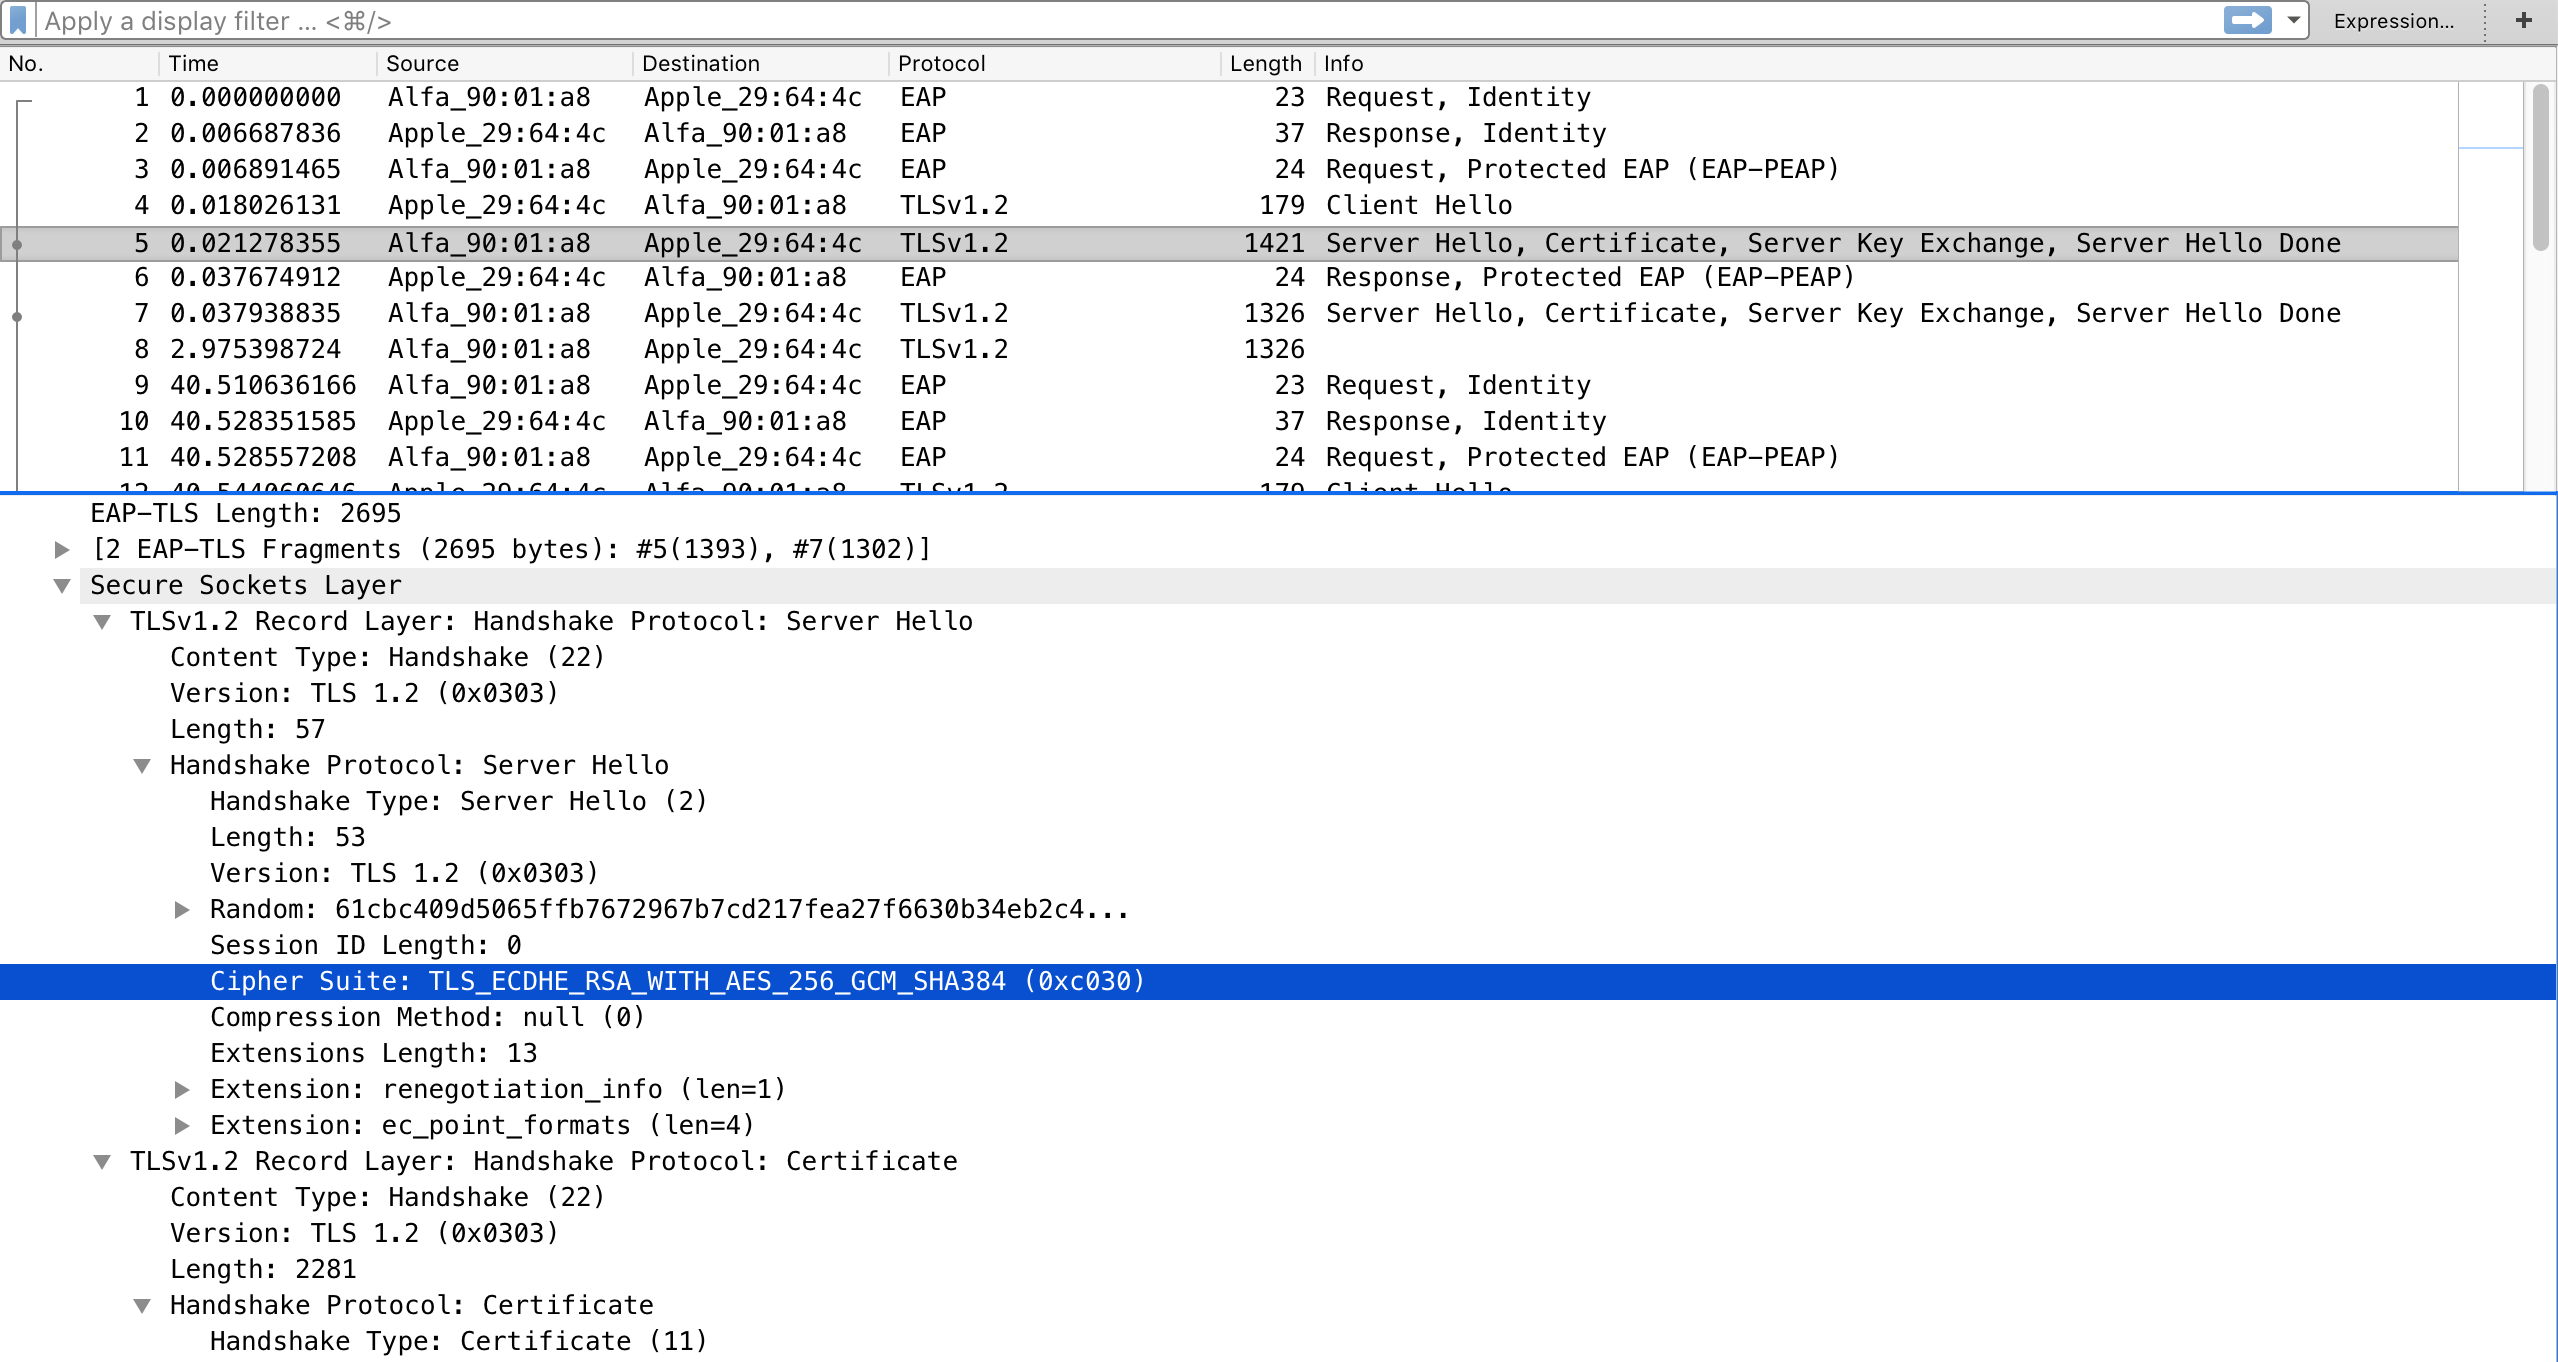 Apply a display filter ... <⌘/> Expression... +
No. Time Source Destination Protocol Length Info
1 0.000000000 Alfa_90:01:a8 Apple_29:64:4c EAP 23 Request, Identity
2 0.006687836 Apple_29:64:4c Alfa_90:01:a8 EAP 37 Response, Identity
3 0.006891465 Alfa_90:01:a8 Apple_29:64:4c EAP 24 Request, Protected EAP (EAP-PEAP)
4 0.018026131 Apple_29:64:4c Alfa_90:01:a8 TLSv1.2 179 Client Hello
5 0.021278355 Alfa_90:01:a8 Apple_29:64:4c TLSv1.2 1421 Server Hello, Certificate, Server Key Exchange, Server Hello Done
6 0.037674912 Apple_29:64:4c Alfa_90:01:a8 EAP 24 Response, Protected EAP (EAP-PEAP)
7 0.037938835 Alfa_90:01:a8 Apple_29:64:4c TLSv1.2 1326 Server Hello, Certificate, Server Key Exchange, Server Hello Done
8 2.975398724 Alfa_90:01:a8 Apple_29:64:4c TLSv1.2 1326
9 40.510636166 Alfa_90:01:a8 Apple_29:64:4c EAP 23 Request, Identity
10 40.528351585 Apple_29:64:4c Alfa_90:01:a8 EAP 37 Response, Identity
11 40.528557208 Alfa_90:01:a8 Apple_29:64:4c EAP 24 Request, Protected EAP (EAP-PEAP)
12 40.544060646 Apple_29:64:4c Alfa_90:01:a8 TLSv1.2 179 Client Hello
EAP-TLS Length: 2695
[2 EAP-TLS Fragments (2695 bytes): #5(1393), #7(1302)]
Secure Sockets Layer
TLSv1.2 Record Layer: Handshake Protocol: Server Hello
Content Type: Handshake (22)
Version: TLS 1.2 (0x0303)
Length: 57
Handshake Protocol: Server Hello
Handshake Type: Server Hello (2)
Length: 53
Version: TLS 1.2 (0x0303)
Random: 61cbc409d5065ffb7672967b7cd217fea27f6630b34eb2c4...
Session ID Length: 0
Cipher Suite: TLS_ECDHE_RSA_WITH_AES_256_GCM_SHA384 (0xc030)
Compression Method: null (0)
Extensions Length: 13
Extension: renegotiation_info (len=1)
Extension: ec_point_formats (len=4)
TLSv1.2 Record Layer: Handshake Protocol: Certificate
Content Type: Handshake (22)
Version: TLS 1.2 (0x0303)
Length: 2281
Handshake Protocol: Certificate
Handshake Type: Certificate (11)